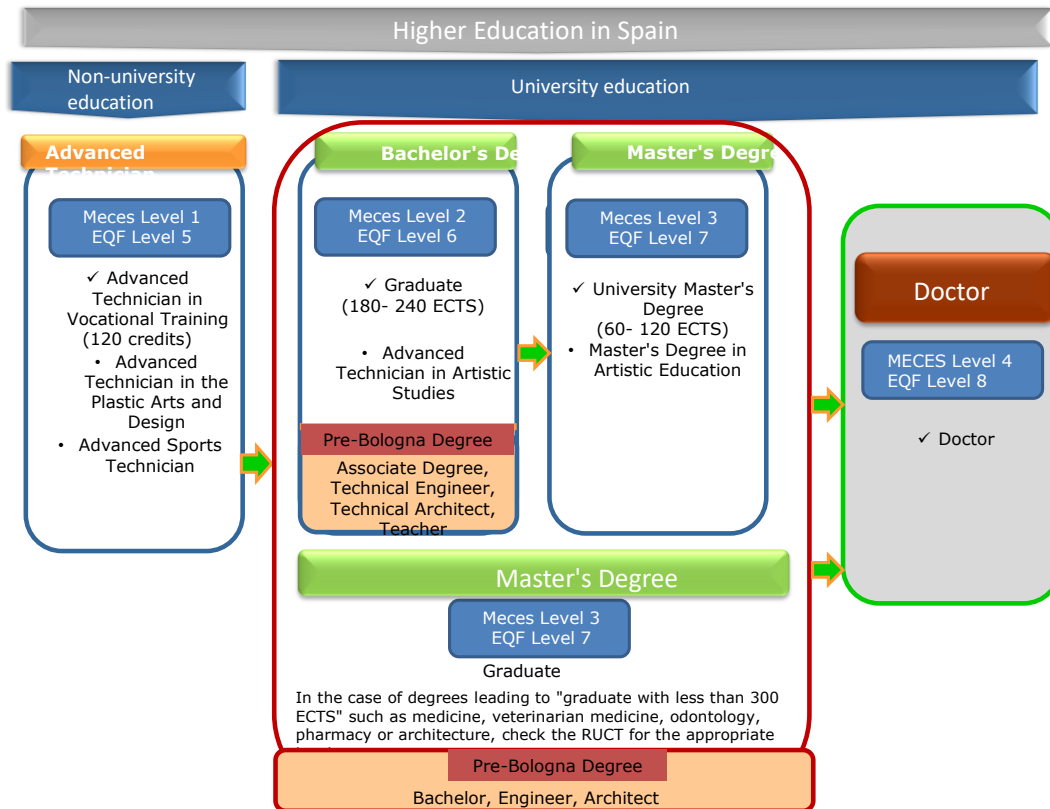 Higher Education in Spain
Non-university
education
University education
Advanced
Technician
Meces Level 1
EQF Level 5
✓ Advanced
Technician in
Vocational Training
(120 credits)
• Advanced
Technician in the
Plastic Arts and
Design
• Advanced Sports
Technician
Bachelor's De
Meces Level 2
EQF Level 6
✓ Graduate
(180- 240 ECTS)
• Advanced
Technician in Artistic
Studies
Pre-Bologna Degree
Associate Degree,
Technical Engineer,
Technical Architect,
Teacher
Master's Degre
Meces Level 3
EQF Level 7
✓ University Master's
Degree
(60- 120 ECTS)
• Master's Degree in
Artistic Education
Master's Degree
Meces Level 3
EQF Level 7
Graduate
In the case of degrees leading to "graduate with less than 300
ECTS" such as medicine, veterinarian medicine, odontology,
pharmacy or architecture, check the RUCT for the appropriate
Pre-Bologna Degree
Bachelor, Engineer, Architect
Doctor
MECES Level 4
EQF Level 8
✓ Doctor